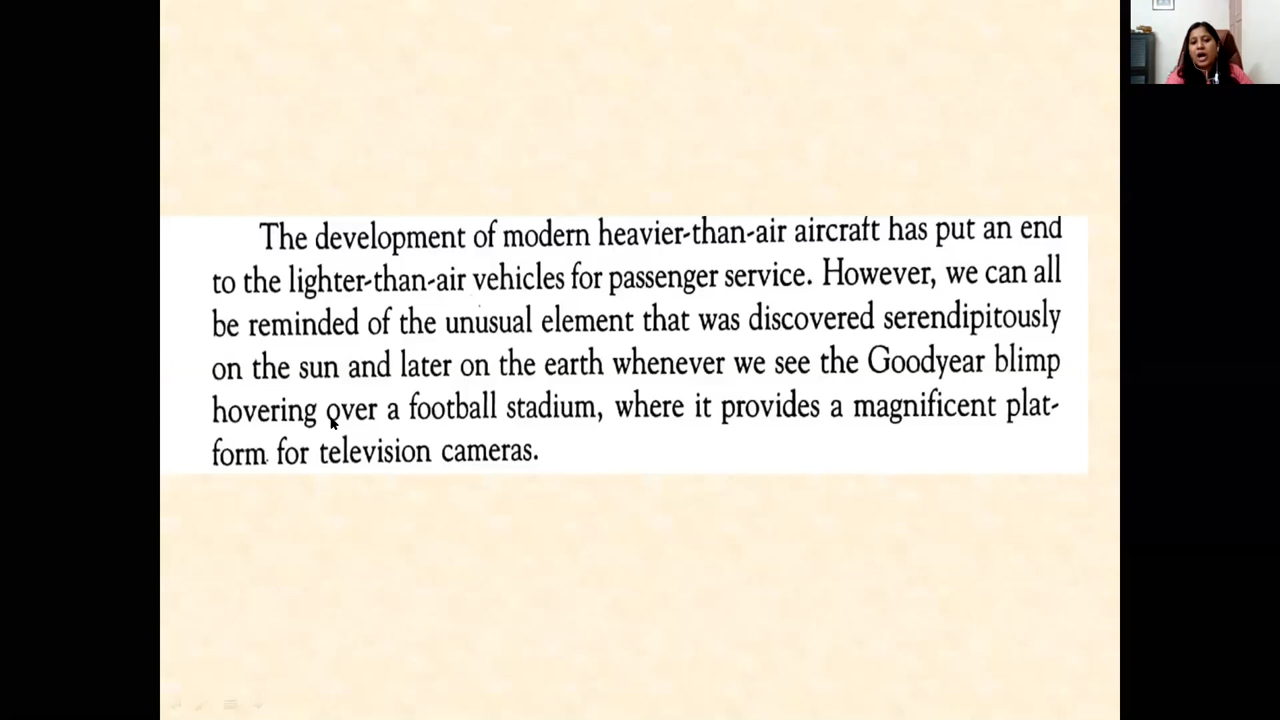 The development of modern heavier-than-air aircraft has put an end
to the lighter-than-air vehicles for passenger service. However, we can all
be reminded of the unusual element that was discovered serendipitously
on the sun and later on the earth whenever we see the Goodyear blimp
hovering over a football stadium, where it provides a magnificent plat-
form for television cameras.